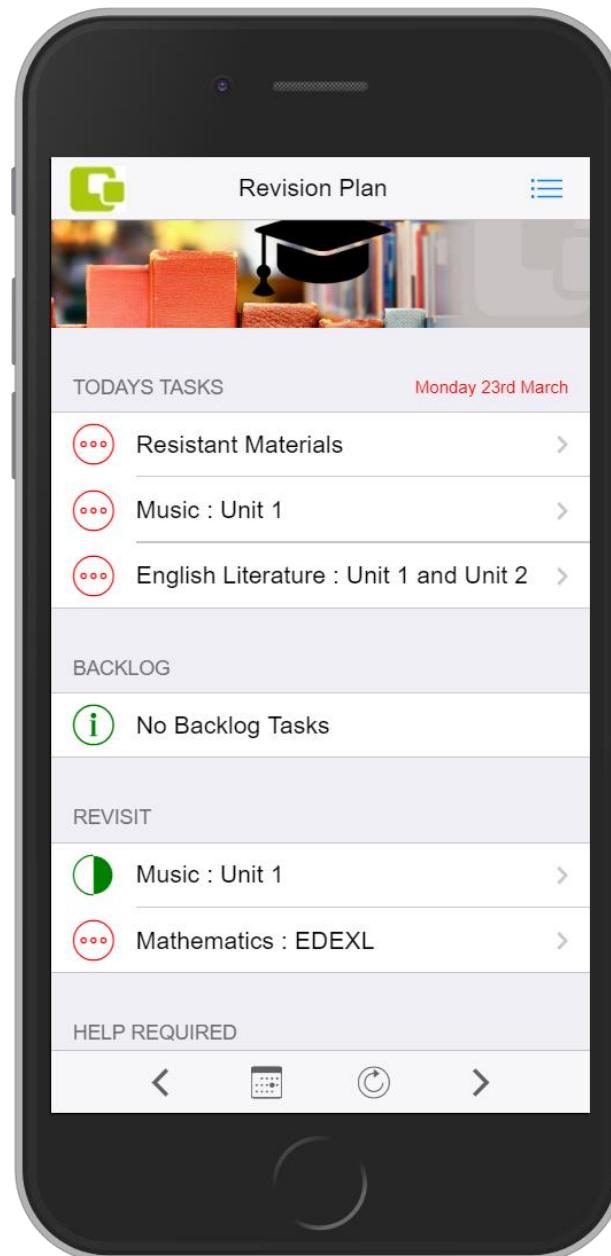 Revision Plan
TODAYS TASKS Monday 23rd March
Resistant Materials
Music : Unit 1
English Literature : Unit 1 and Unit 2
BACKLOG
No Backlog Tasks
REVISIT
Music : Unit 1
Mathematics : EDEXL
HELP REQUIRED